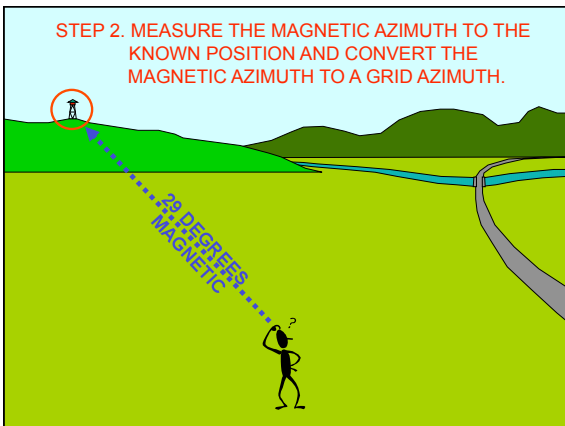 STEP 2. MEASURE THE MAGNETIC AZIMUTH TO THE
KNOWN POSITION AND CONVERT THE
MAGNETIC AZIMUTH TO A GRID AZIMUTH.
29 DEGREES
MAGNETIC
?